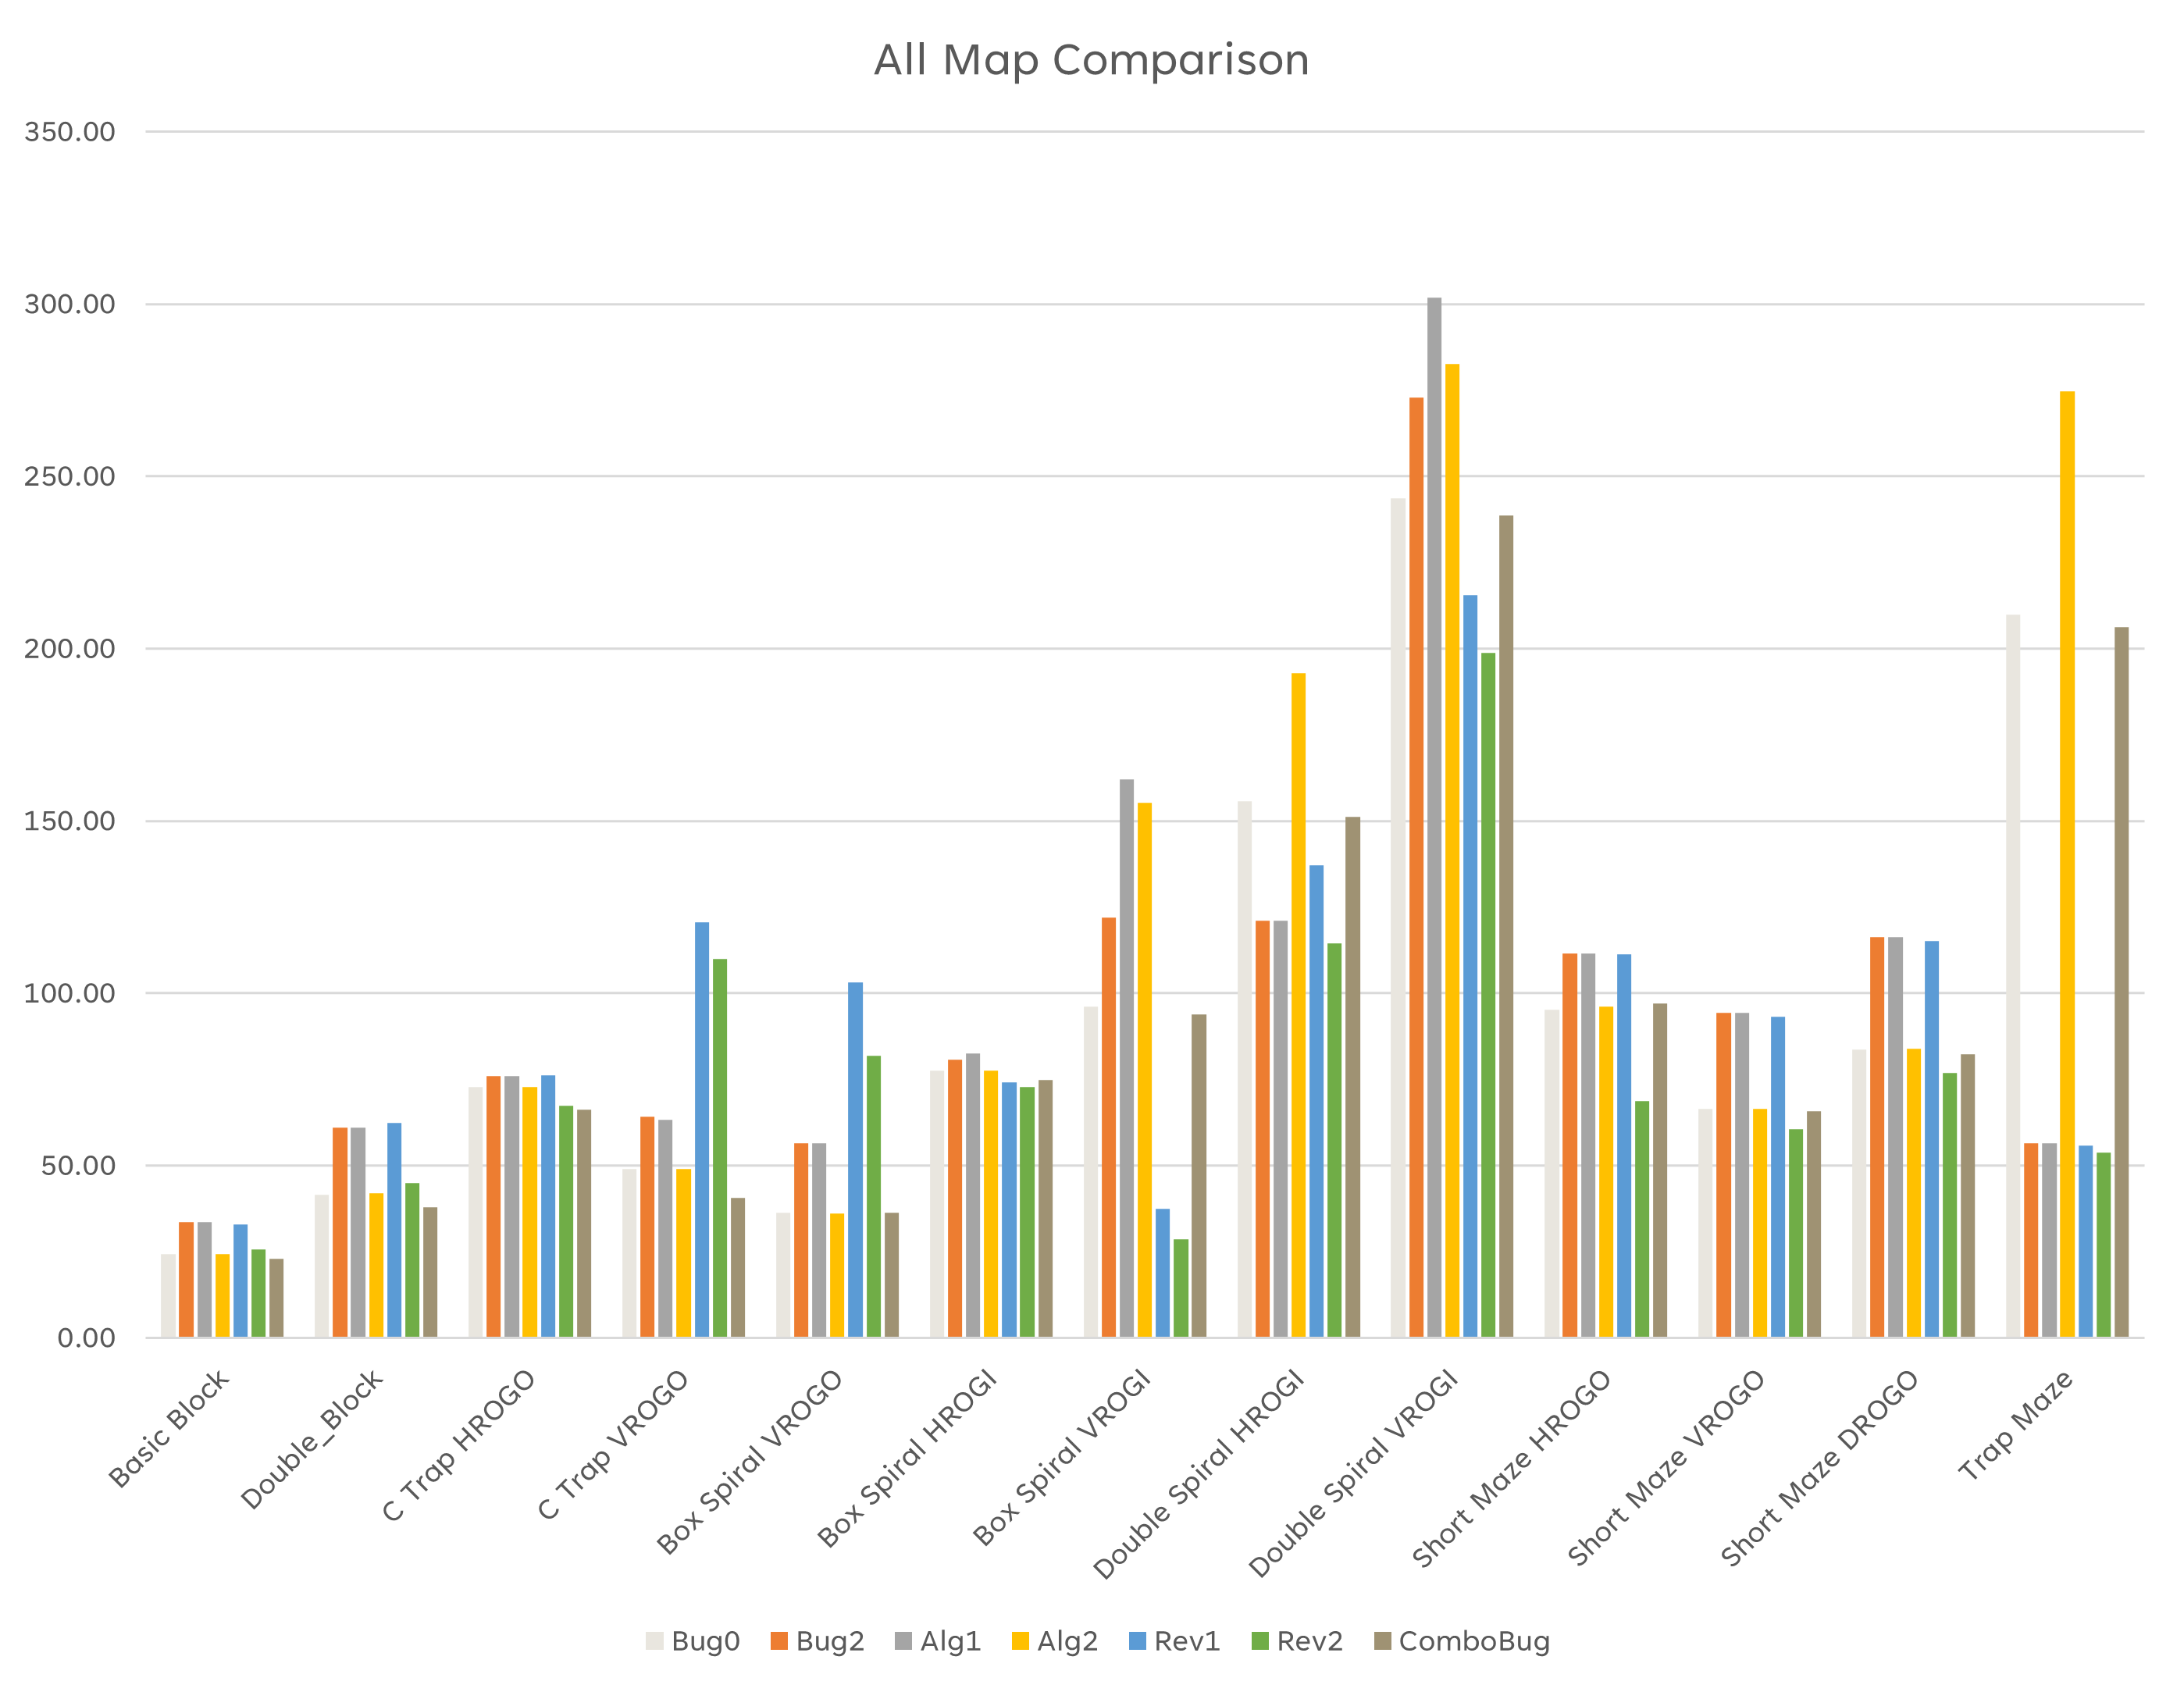 All Map Comparison
350.00
300.00
250.00
200.00
150.00
100.00
50.00
0.00
Basic Block
Double_Block
C Trap HROGO
C Trap VROGO
Box Spiral VROGO
Box Spiral HROGI
Box Spiral VROGI
Double Spiral HROGI
Double Spiral VROGI
Short Maze HROGO
Short Maze VROGO
Short Maze DROGO
Trap Maze
Bug0 Bug2 Alg1 Alg2 Rev1 Rev2 ComboBug